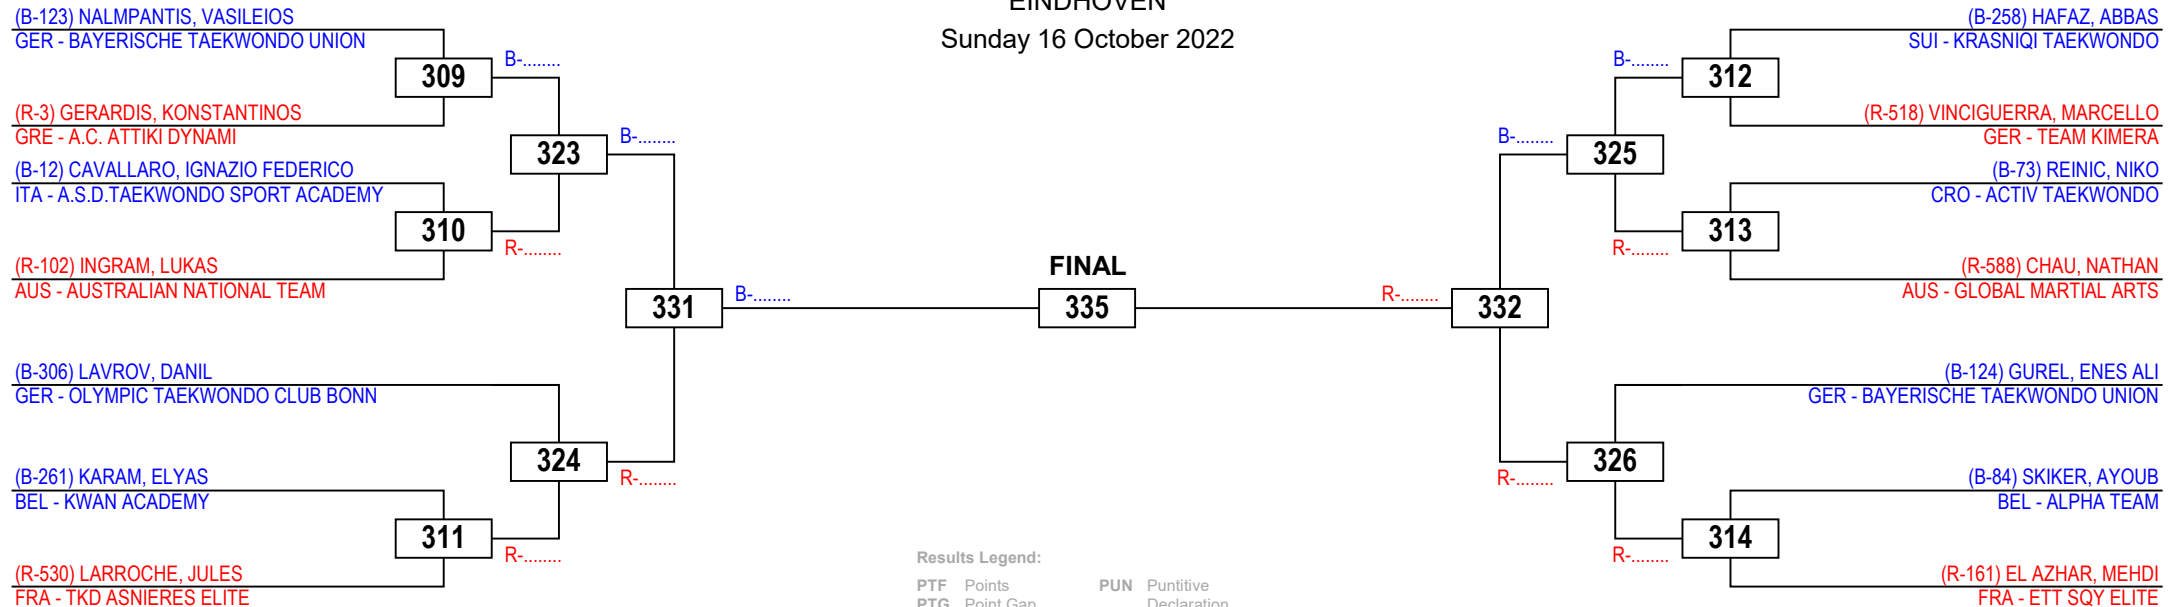 EINDHOVEN
Sunday 16 October 2022
(B-123) NALMPANTIS, VASILEIOS
GER - BAYERISCHE TAEKWONDO UNION
309
B-........
(R-3) GERARDIS, KONSTANTINOS
GRE - A.C. ATTIKI DYNAMI
323
B-........
(B-12) CAVALLARO, IGNAZIO FEDERICO
ITA - A.S.D.TAEKWONDO SPORT ACADEMY
310
R-........
(R-102) INGRAM, LUKAS
AUS - AUSTRALIAN NATIONAL TEAM
331
B-........
(B-306) LAVROV, DANIL
GER - OLYMPIC TAEKWONDO CLUB BONN
324
R-........
(B-261) KARAM, ELYAS
BEL - KWAN ACADEMY
311
R-........
(R-530) LARROCHE, JULES
FRA - TKD ASNIERES ELITE
FINAL
335
(B-258) HAFAZ, ABBAS
SUI - KRASNIQI TAEKWONDO
B-........
312
(R-518) VINCIGUERRA, MARCELLO
GER - TEAM KIMERA
B-........
325
(B-73) REINIC, NIKO
CRO - ACTIV TAEKWONDO
313
R-........
(R-588) CHAU, NATHAN
AUS - GLOBAL MARTIAL ARTS
R-........
332
(B-124) GUREL, ENES ALI
GER - BAYERISCHE TAEKWONDO UNION
326
R-........
(B-84) SKIKER, AYOUB
BEL - ALPHA TEAM
314
R-........
(R-161) EL AZHAR, MEHDI
FRA - ETT SQY ELITE
Results Legend:
PTF Points
PUN Puntitive
PTG Point Gap
Declaration